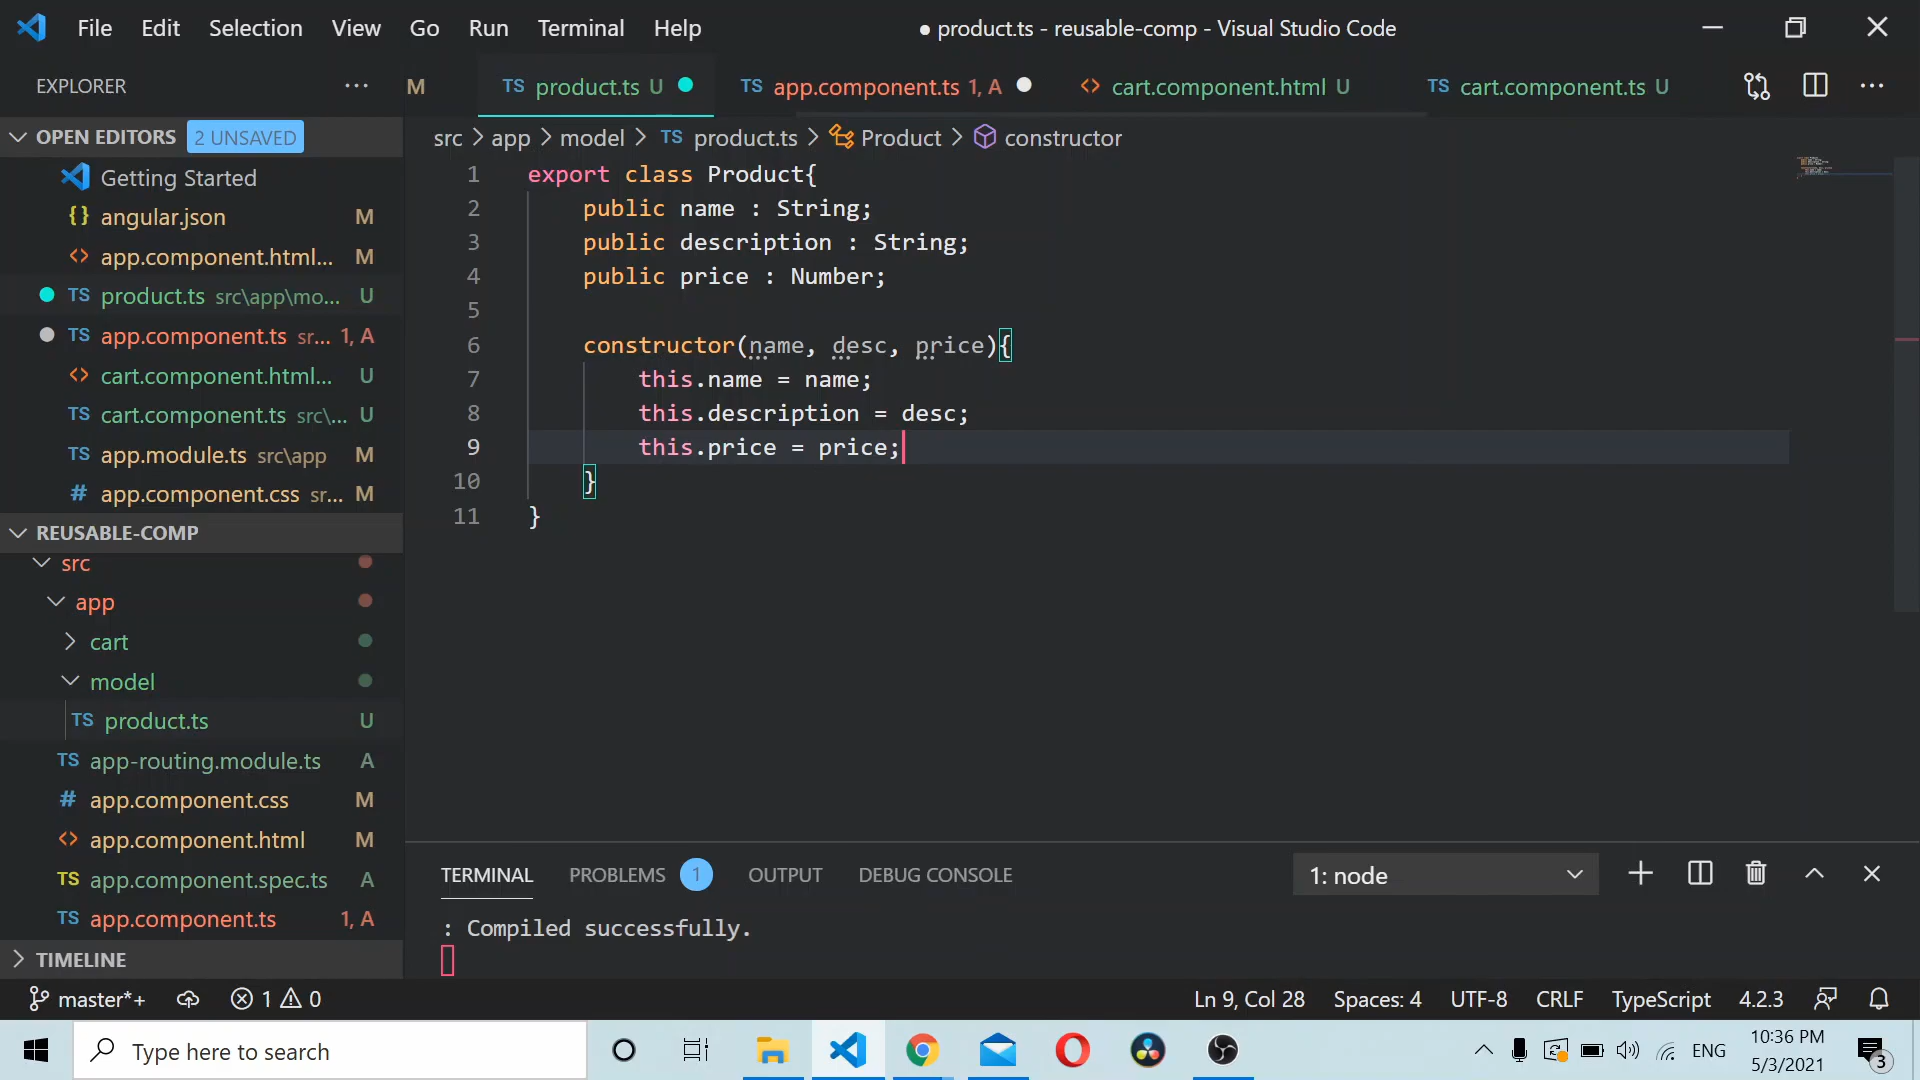 File Edit Selection View Go Run Terminal Help ● product.ts - reusable-comp - Visual Studio Code
EXPLORER ··· M TS product.ts U TS app.component.ts 1, A <> cart.component.html U TS cart.component.ts U ···
OPEN EDITORS 2 UNSAVED
src > app > model > TS product.ts > Product > constructor
Getting Started
{} angular.json M
<> app.component.html... M
TS product.ts src\app\mo... U
TS app.component.ts sr... 1, A
<> cart.component.html... U
TS cart.component.ts src\... U
TS app.module.ts src\app M
# app.component.css sr... M
REUSABLE-COMP
src
app
cart
model
TS product.ts U
TS app-routing.module.ts A
# app.component.css M
<> app.component.html M
TS app.component.spec.ts A
TS app.component.ts 1, A
TIMELINE
1 export class Product{
2 public name : String;
3 public description : String;
4 public price : Number;
5
6 constructor(name, desc, price){
7 this.name = name;
8 this.description = desc;
9 this.price = price;
10 }
11 }
TERMINAL PROBLEMS 1 OUTPUT DEBUG CONSOLE 1: node
: Compiled successfully.
master*+ 1 0 Ln 9, Col 28 Spaces: 4 UTF-8 CRLF TypeScript 4.2.3
Type here to search ENG 10:36 PM
5/3/2021 3